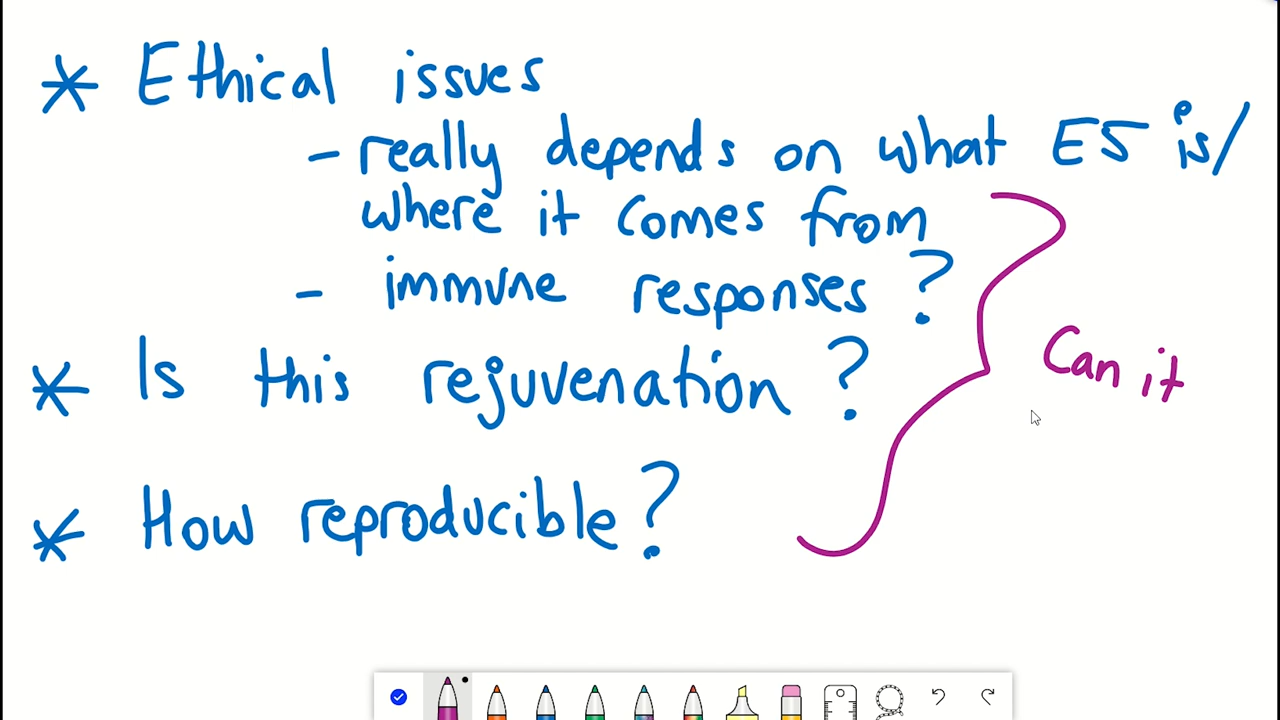 * Ethical issues
- really depends on what E5 is/
where it comes from
- immune responses?
* Is this rejuvenation?
Can it
* How reproducible?